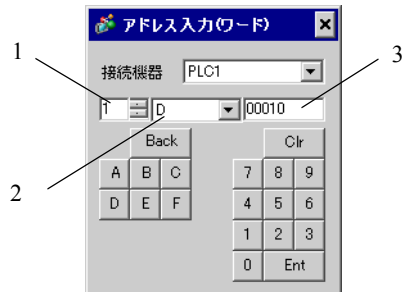 アドレス入力(ワード)
1
接続機器 PLC1
3
1 D 00010
2
Back Clr
A B C 7 8 9
D E F 4 5 6
1 2 3
0 Ent